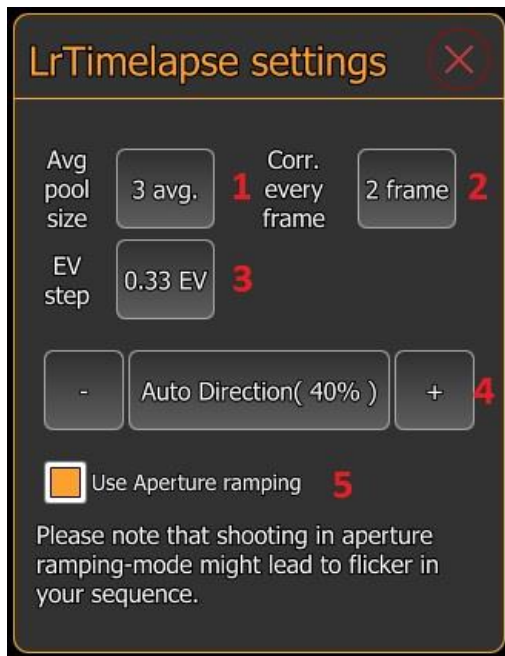 LrTimelapse settings
Avg
pool
size
3 avg.
1
Corr.
every
frame
2 frame
2
EV
step
0.33 EV
3
-
Auto Direction( 40% )
+
4
Use Aperture ramping
5
Please note that shooting in aperture
ramping-mode might lead to flicker in
your sequence.